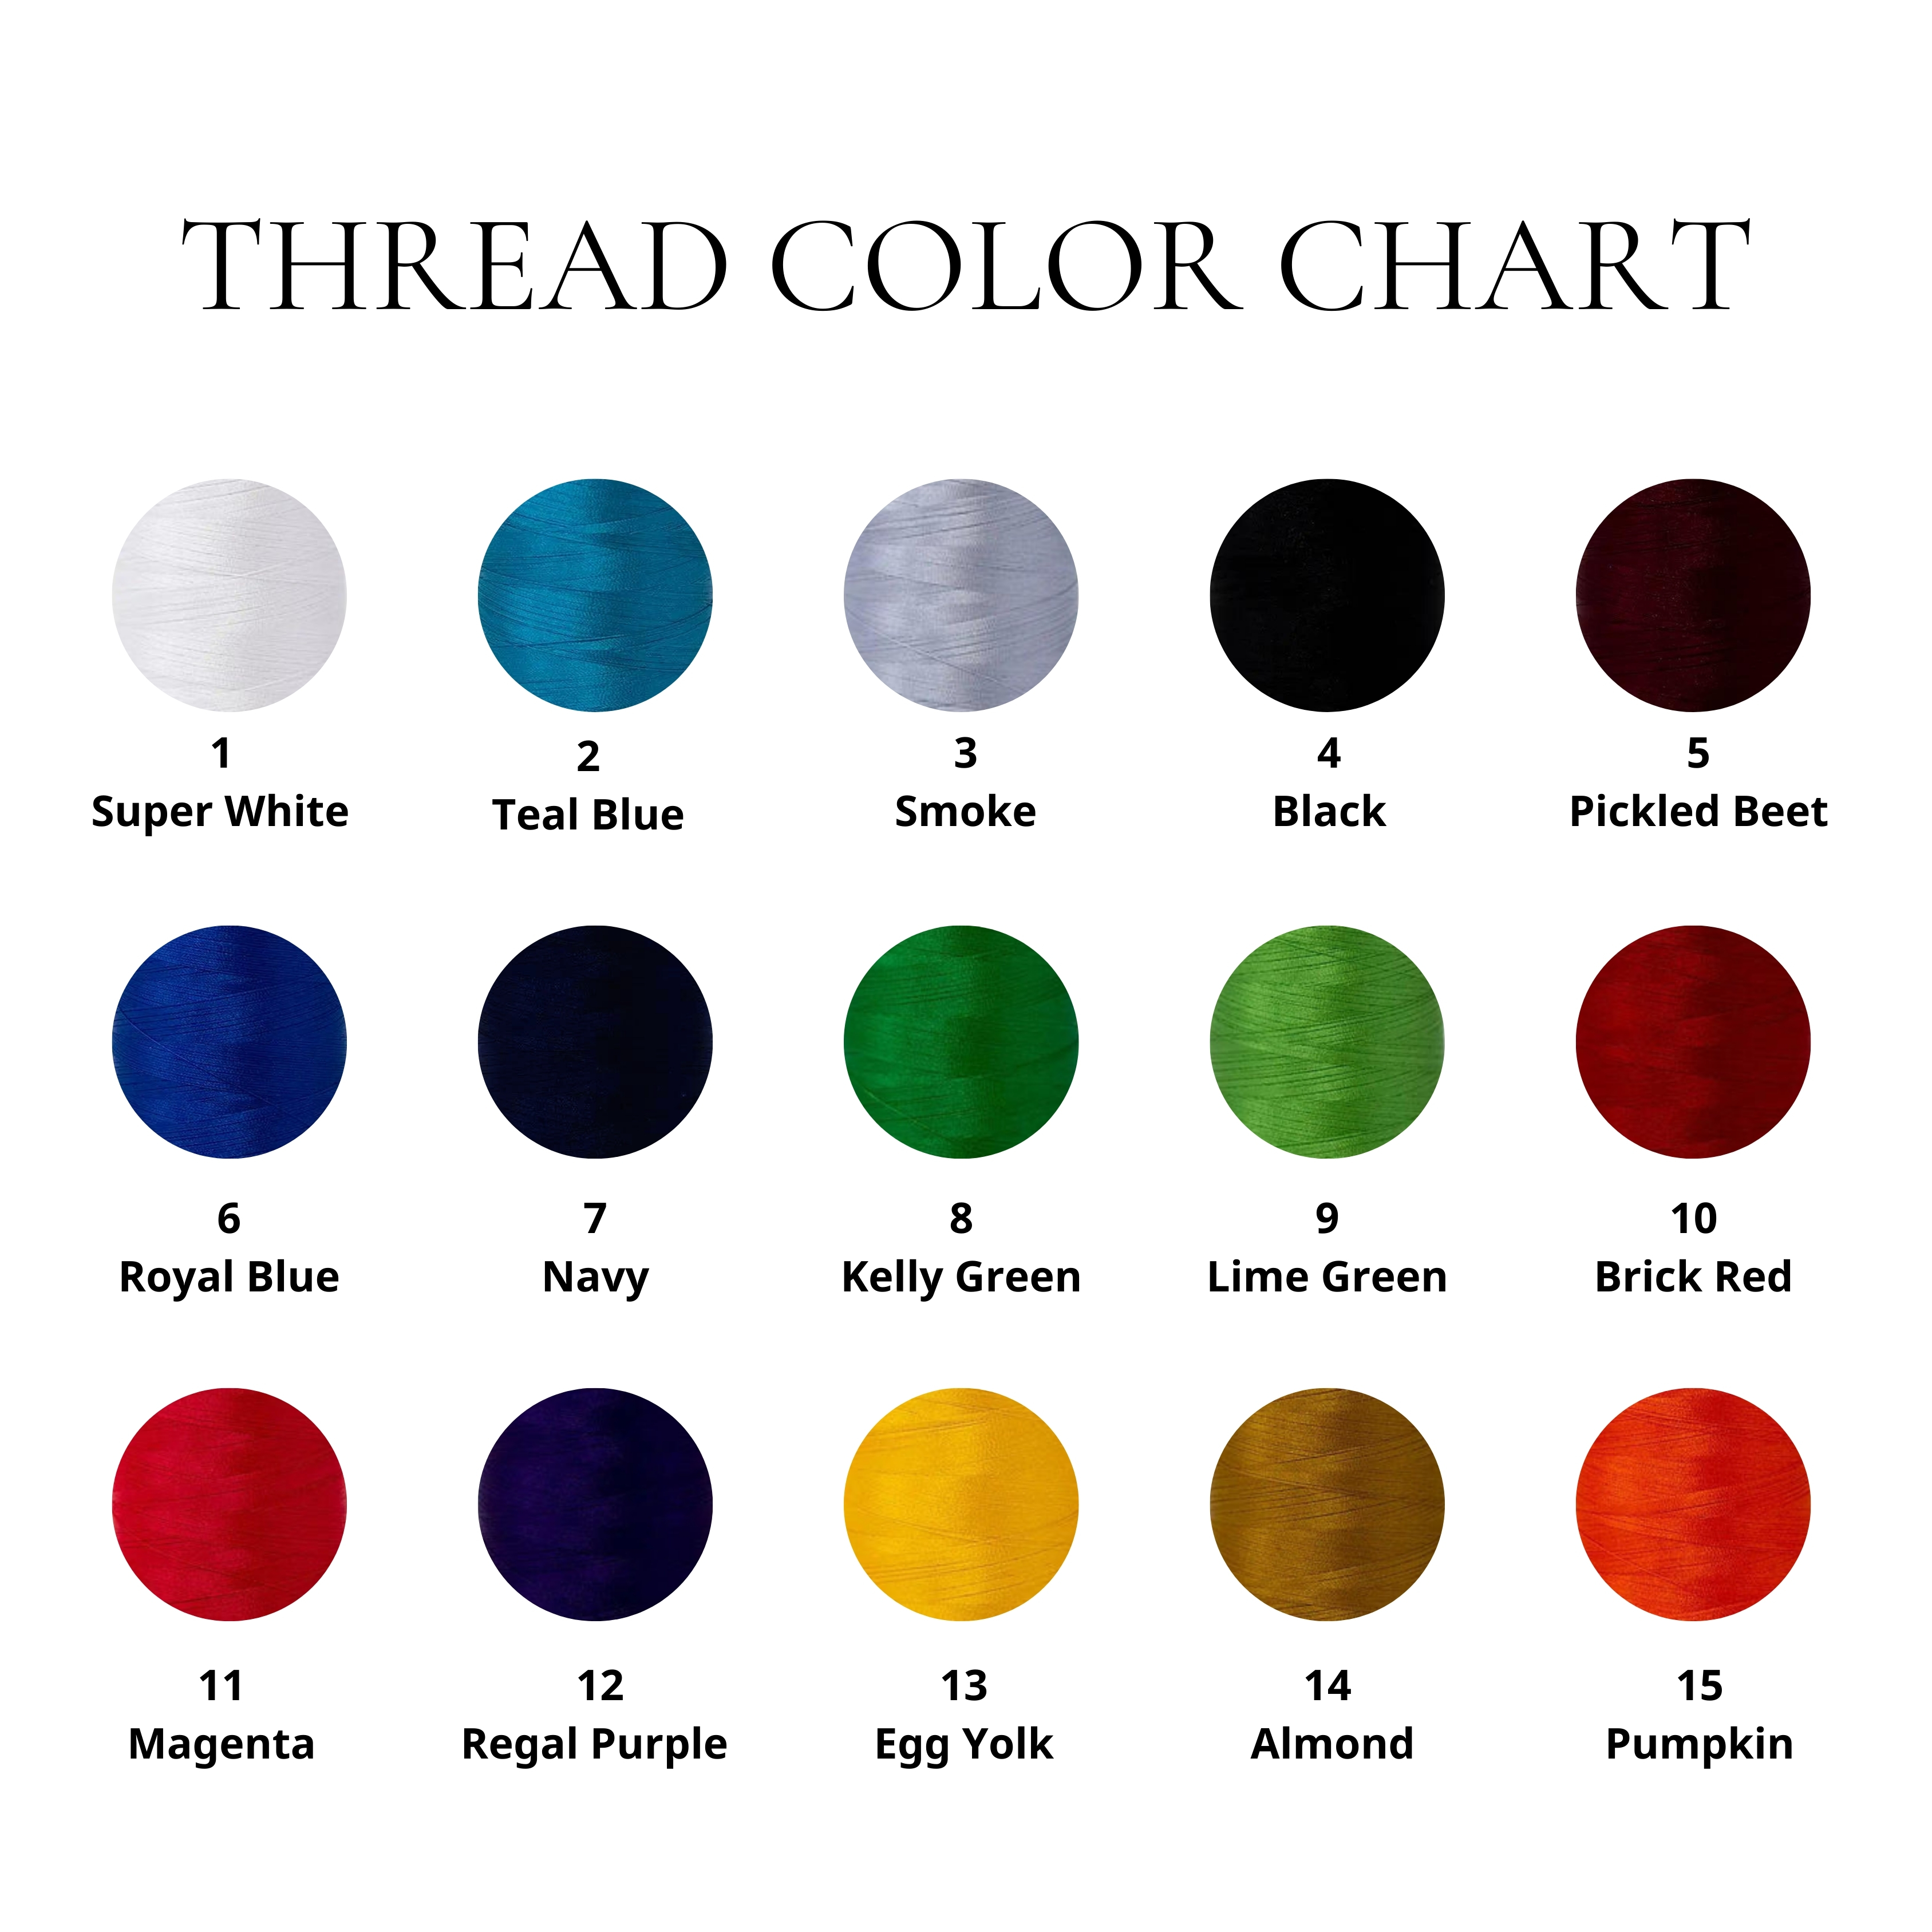 THREAD COLOR CHART
1
Super White
2
Teal Blue
3
Smoke
4
Black
5
Pickled Beet
6
Royal Blue
7
Navy
8
Kelly Green
9
Lime Green
10
Brick Red
11
Magenta
12
Regal Purple
13
Egg Yolk
14
Almond
15
Pumpkin